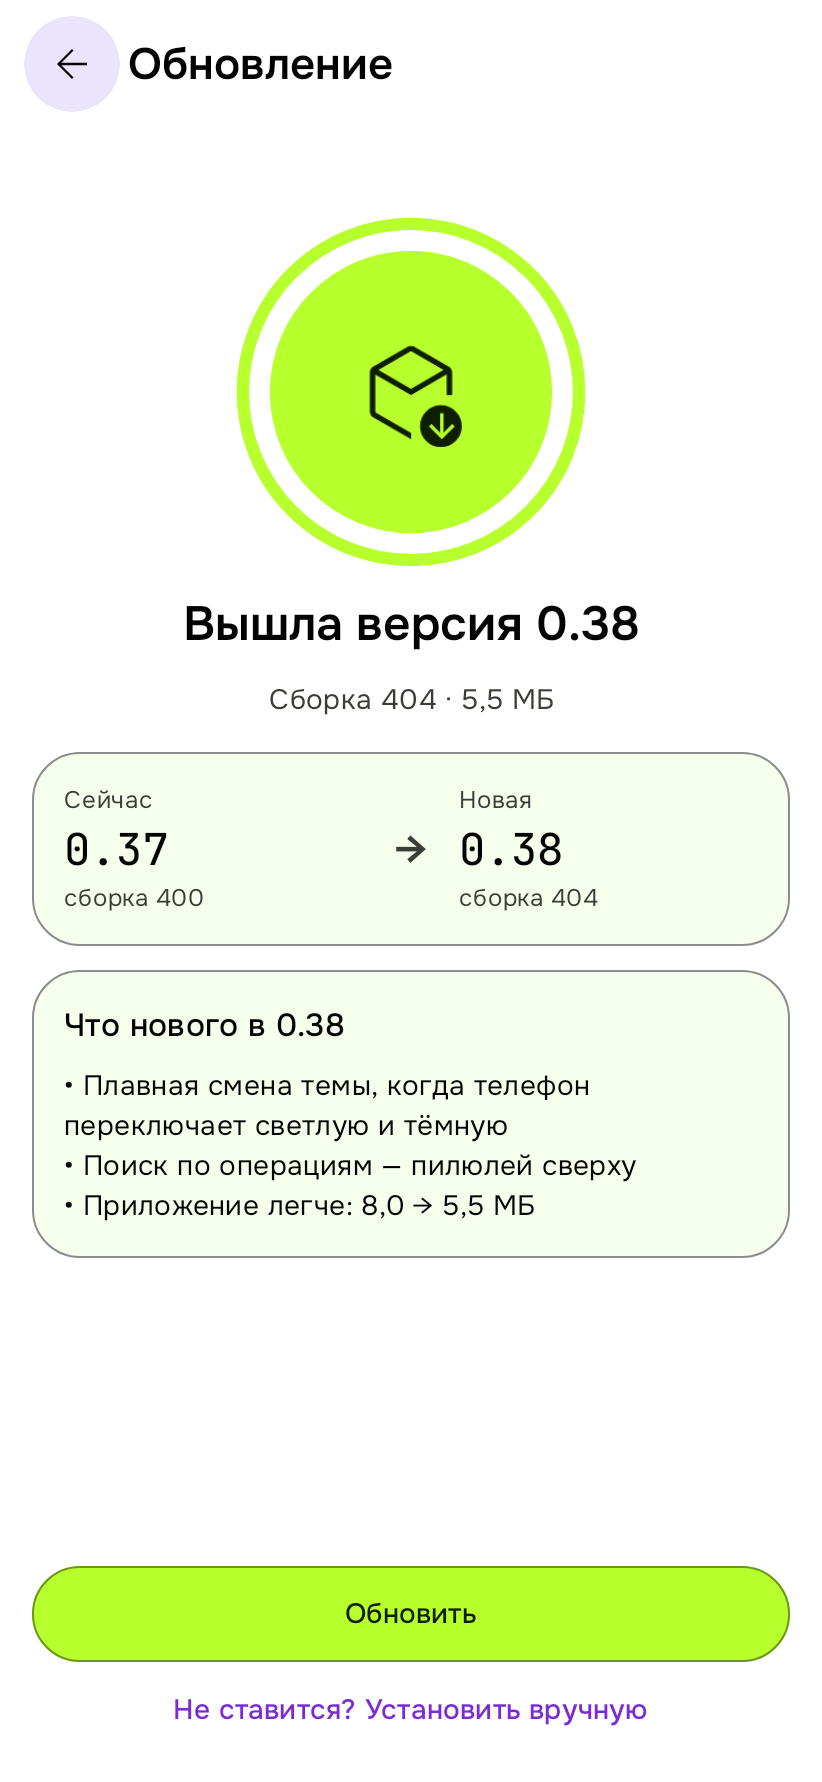 Обновление
Вышла версия 0.38
Сборка 404 · 5,5 МБ
Сейчас
0.37
сборка 400
→
Новая
0.38
сборка 404
Что нового в 0.38
• Плавная смена темы, когда телефон
переключает светлую и тёмную
• Поиск по операциям — пилюлей сверху
• Приложение легче: 8,0 → 5,5 МБ
Обновить
Не ставится? Установить вручную